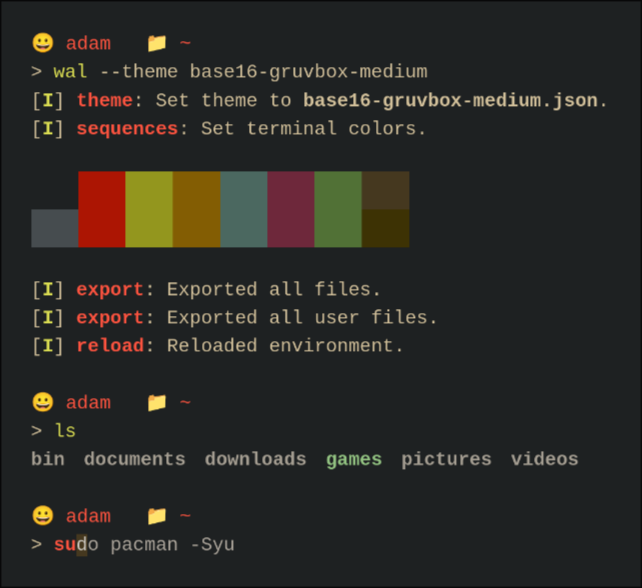 😀 adam 📁 ~
> wal --theme base16-gruvbox-medium
[I] theme: Set theme to base16-gruvbox-medium.json.
[I] sequences: Set terminal colors.
[I] export: Exported all files.
[I] export: Exported all user files.
[I] reload: Reloaded environment.
😀 adam 📁 ~
> ls
bin documents downloads games pictures videos
😀 adam 📁 ~
> sudo pacman -Syu